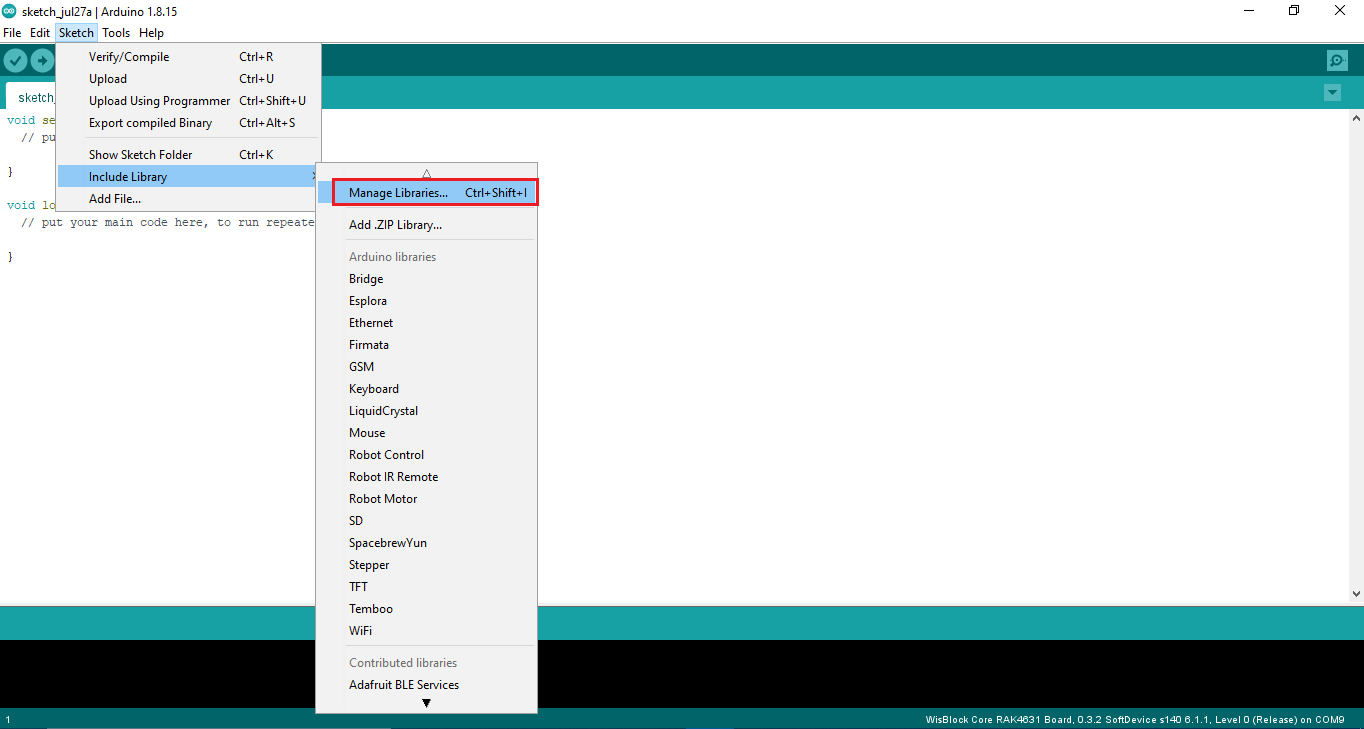 sketch_jul27a | Arduino 1.8.15
File Edit Sketch Tools Help
Verify/Compile Ctrl+R
Upload Ctrl+U
Upload Using Programmer Ctrl+Shift+U
Export compiled Binary Ctrl+Alt+S
Show Sketch Folder Ctrl+K
Include Library
Add File...
sketch_
void se
// pu
}
void lo
// put your main code here, to run repeate
}
Manage Libraries... Ctrl+Shift+I
Add .ZIP Library...
Arduino libraries
Bridge
Esplora
Ethernet
Firmata
GSM
Keyboard
LiquidCrystal
Mouse
Robot Control
Robot IR Remote
Robot Motor
SD
SpacebrewYun
Stepper
TFT
Temboo
WiFi
Contributed libraries
Adafruit BLE Services
1
WisBlock Core RAK4631 Board, 0.3.2 SoftDevice s140 6.1.1, Level 0 (Release) on COM9